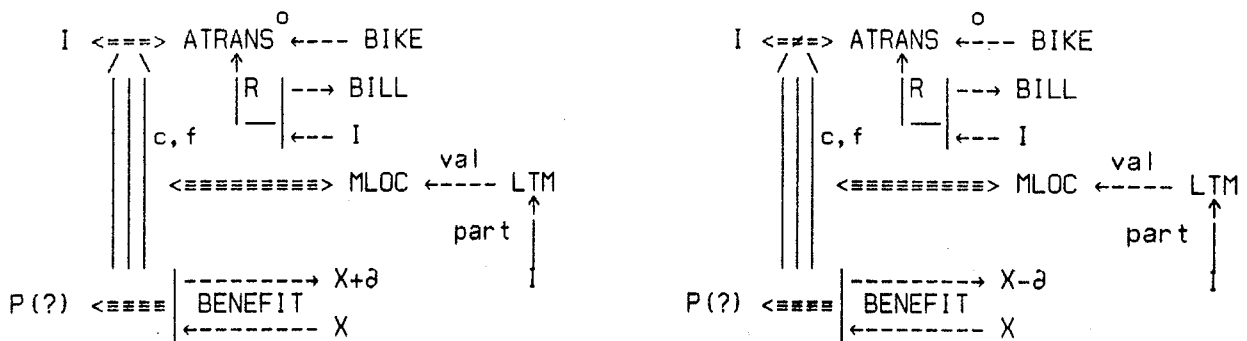 I <===> ATRANS o <---- BIKE
R ---→ BILL
c,f ←--- I
<≡≡≡≡≡≡≡≡≡> MLOC val ←---- LTM
part
I
P(?) <≡≡≡≡ --------→ X+∂
BENEFIT
←-------- X
I <=≠=> ATRANS o ←---- BIKE
R ---→ BILL
c,f ←--- I
<≡≡≡≡≡≡≡≡≡> MLOC val ←---- LTM
part
I
P(?) <≡≡≡≡ --------→ X-∂
BENEFIT
←-------- X